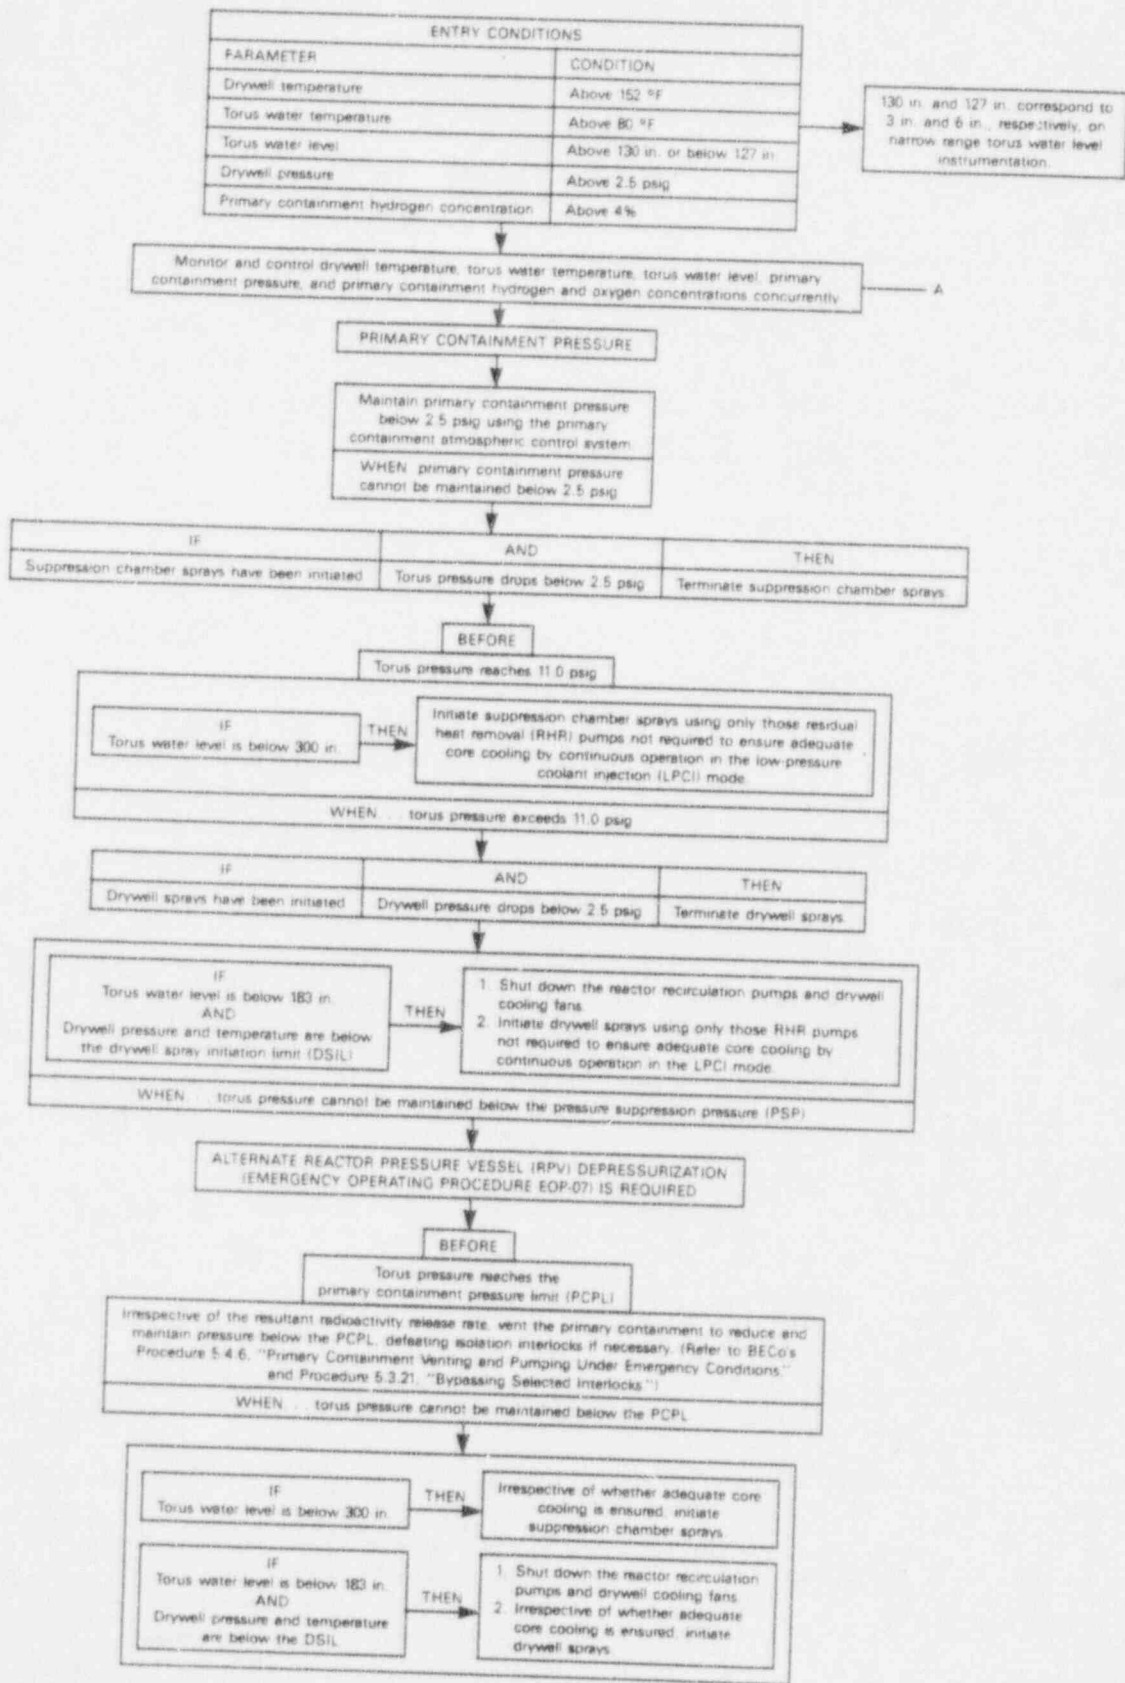 ENTRY CONDITIONS
PARAMETER
CONDITION
Drywell temperature
Above 152 °F
Torus water temperature
Above 80 °F
Torus water level
Above 130 in. or below 127 in.
Drywell pressure
Above 2.5 psig
Primary containment hydrogen concentration
Above 4%
130 in. and 127 in. correspond to
3 in. and 6 in., respectively, on
narrow range torus water level
instrumentation.
Monitor and control drywell temperature, torus water temperature, torus water level, primary
containment pressure, and primary containment hydrogen and oxygen concentrations concurrently
A
PRIMARY CONTAINMENT PRESSURE
Maintain primary containment pressure
below 2.5 psig using the primary
containment atmospheric control system.
WHEN primary containment pressure
cannot be maintained below 2.5 psig
IF
AND
THEN
Suppression chamber sprays have been initiated
Torus pressure drops below 2.5 psig
Terminate suppression chamber sprays.
BEFORE
Torus pressure reaches 11.0 psig
IF
Torus water level is below 300 in.
THEN
Initiate suppression chamber sprays using only those residual
heat removal (RHR) pumps not required to ensure adequate
core cooling by continuous operation in the low-pressure
coolant injection (LPCI) mode.
WHEN . . . torus pressure exceeds 11.0 psig
IF
AND
THEN
Drywell sprays have been initiated
Drywell pressure drops below 2.5 psig
Terminate drywell sprays.
IF
Torus water level is below 183 in.
AND
Drywell pressure and temperature are below
the drywell spray initiation limit (DSIL)
THEN
1. Shut down the reactor recirculation pumps and drywell
cooling fans.
2. Initiate drywell sprays using only those RHR pumps
not required to ensure adequate core cooling by
continuous operation in the LPCI mode.
WHEN . . . torus pressure cannot be maintained below the pressure suppression pressure (PSP)
ALTERNATE REACTOR PRESSURE VESSEL (RPV) DEPRESSURIZATION
(EMERGENCY OPERATING PROCEDURE EOP-07) IS REQUIRED
BEFORE
Torus pressure reaches the
primary containment pressure limit (PCPL)
Irrespective of the resultant radioactivity release rate, vent the primary containment to reduce and
maintain pressure below the PCPL, defeating isolation interlocks if necessary. (Refer to BECo's
Procedure 5.4.6, "Primary Containment Venting and Pumping Under Emergency Conditions,"
and Procedure 5.3.21, "Bypassing Selected Interlocks.")
WHEN . . . torus pressure cannot be maintained below the PCPL
IF
Torus water level is below 300 in.
THEN
Irrespective of whether adequate core
cooling is ensured, initiate
suppression chamber sprays.
IF
Torus water level is below 183 in.
AND
Drywell pressure and temperature
are below the DSIL
THEN
1. Shut down the reactor recirculation
pumps and drywell cooling fans.
2. Irrespective of whether adequate
core cooling is ensured, initiate
drywell sprays.